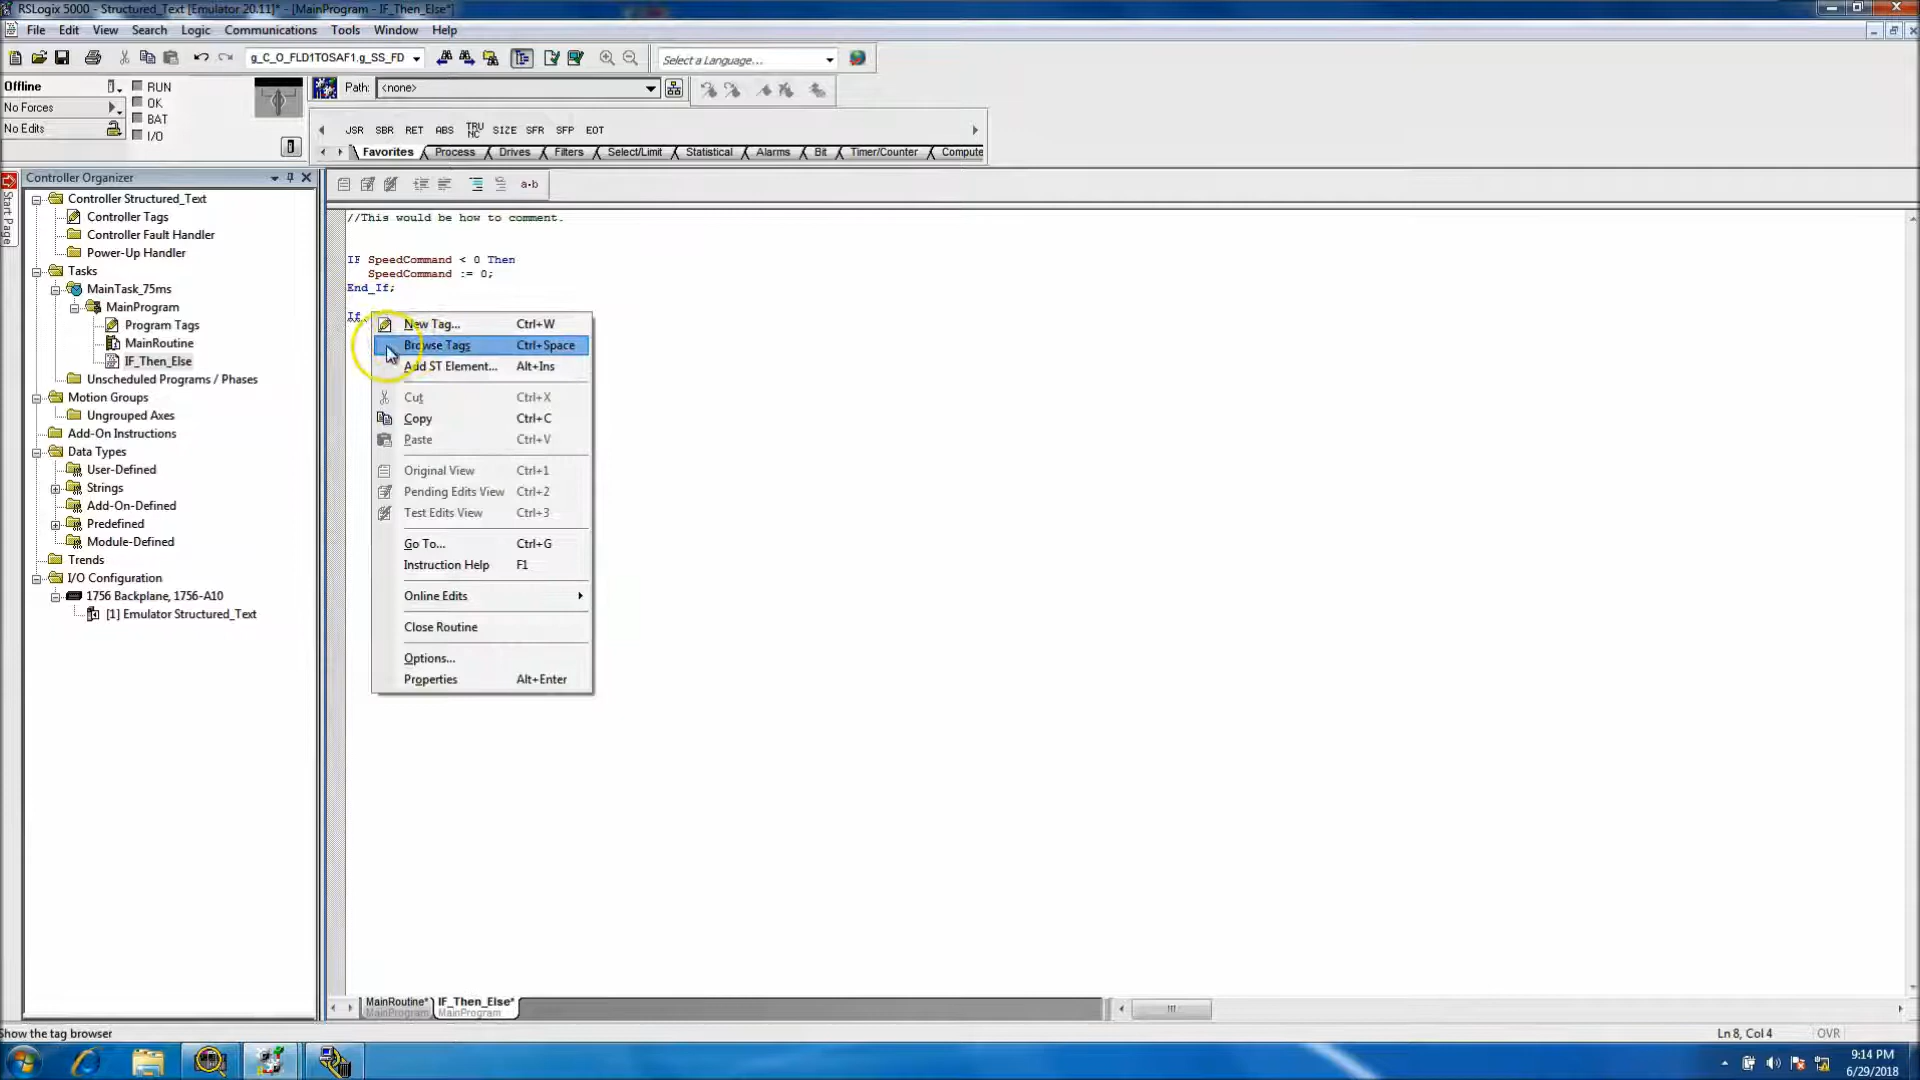 RSLogix 5000 - Structured_Text [Emulator 20.11]* - [MainProgram - IF_Then_Else*]
File Edit View Search Logic Communications Tools Window Help
g_C_O_FLD1TOSAF1.g_SS_FD Select a Language...
Offline RUN Path: <none>
No Forces OK
No Edits BAT
I/O
JSR SBR RET ABS TRUNC SIZE SFR SFP EOT
Favorites Process Drives Filters Select/Limit Statistical Alarms Bit Timer/Counter Compute
Start Page
Controller Organizer
Controller Structured_Text
Controller Tags
Controller Fault Handler
Power-Up Handler
Tasks
MainTask_75ms
MainProgram
Program Tags
MainRoutine
IF_Then_Else
Unscheduled Programs / Phases
Motion Groups
Ungrouped Axes
Add-On Instructions
Data Types
User-Defined
Strings
Add-On-Defined
Predefined
Module-Defined
Trends
I/O Configuration
1756 Backplane, 1756-A10
[1] Emulator Structured_Text
a-b
//This would be how to comment.
IF SpeedCommand < 0 Then
SpeedCommand := 0;
End_If;
If
New Tag... Ctrl+W
Browse Tags Ctrl+Space
Add ST Element... Alt+Ins
Cut Ctrl+X
Copy Ctrl+C
Paste Ctrl+V
Original View Ctrl+1
Pending Edits View Ctrl+2
Test Edits View Ctrl+3
Go To... Ctrl+G
Instruction Help F1
Online Edits
Close Routine
Options...
Properties Alt+Enter
MainRoutine* IF_Then_Else*
MainProgram MainProgram
Show the tag browser Ln 8, Col 4 OVR
9:14 PM
6/29/2018